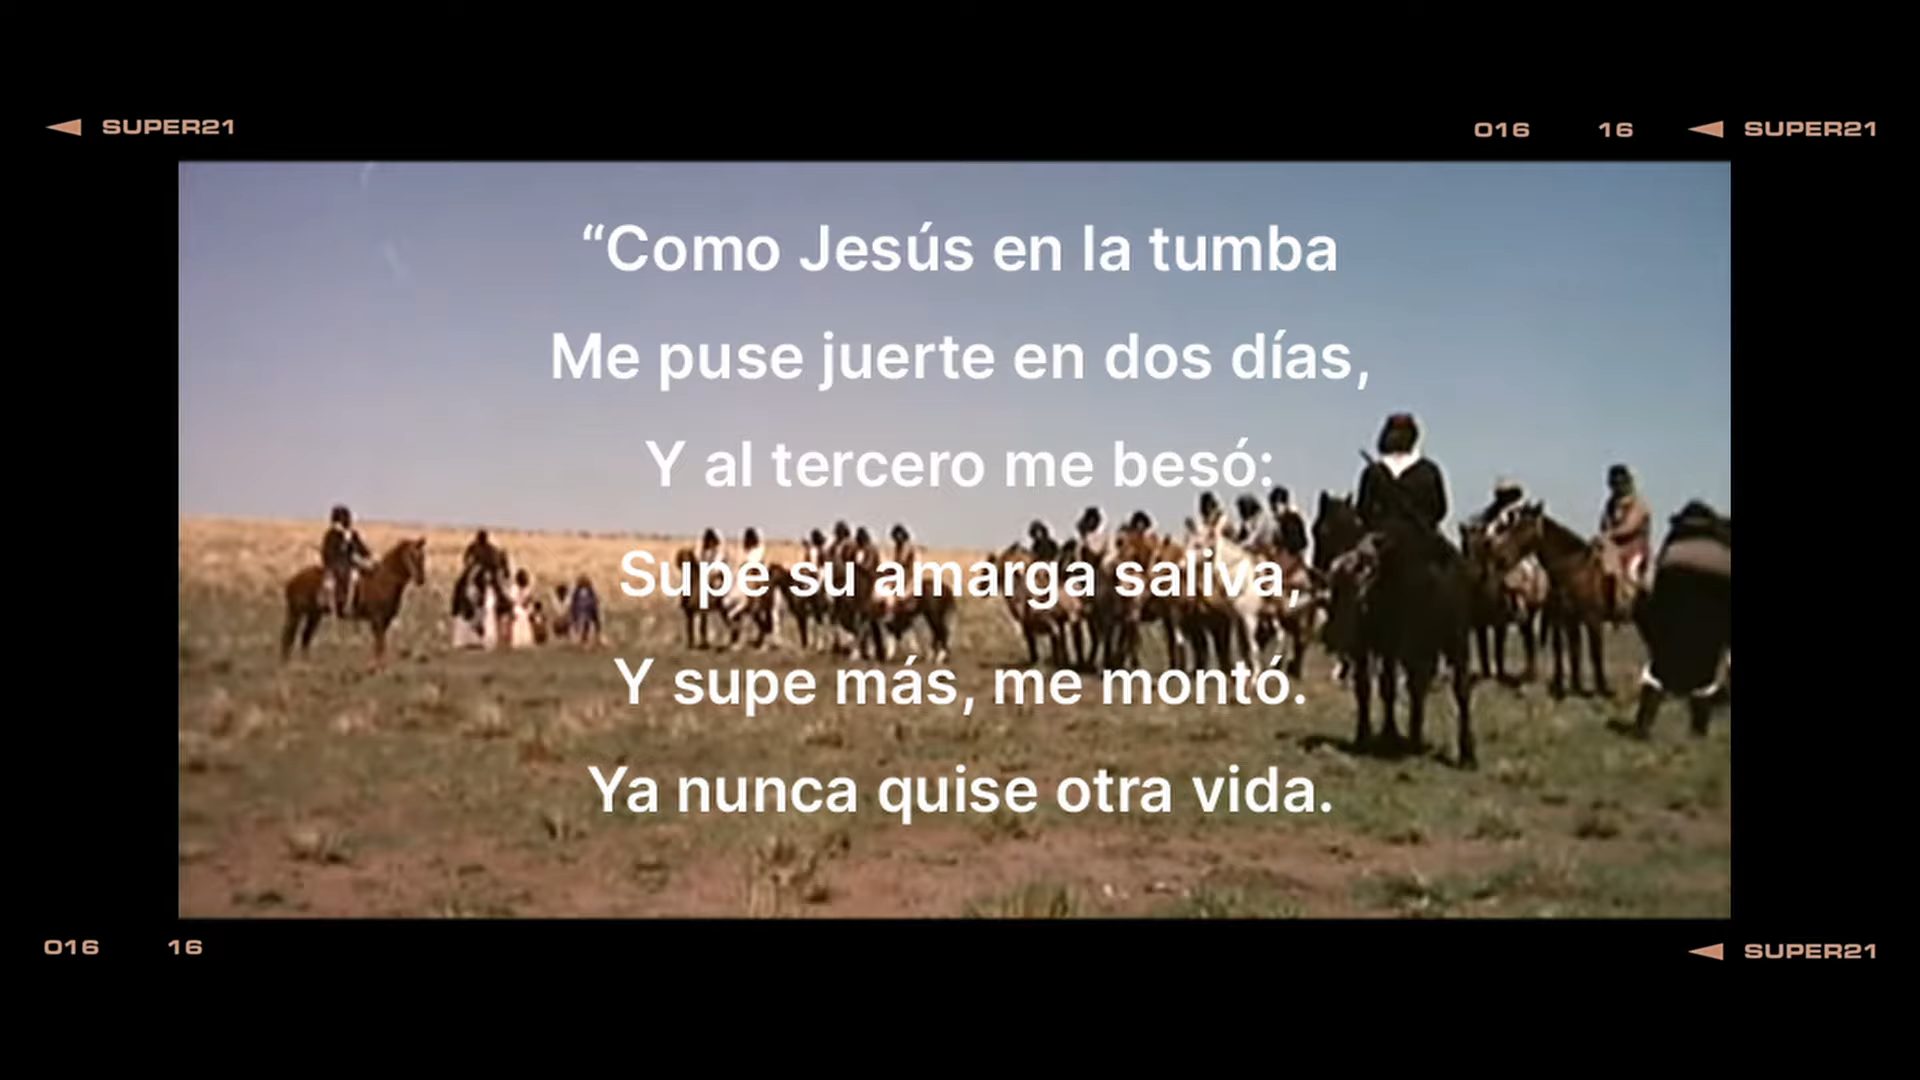 SUPER21
016 16 SUPER21
“Como Jesús en la tumba
Me puse juerte en dos días,
Y al tercero me besó:
Supe su amarga saliva,
Y supe más, me montó.
Ya nunca quise otra vida.
016 16
SUPER21